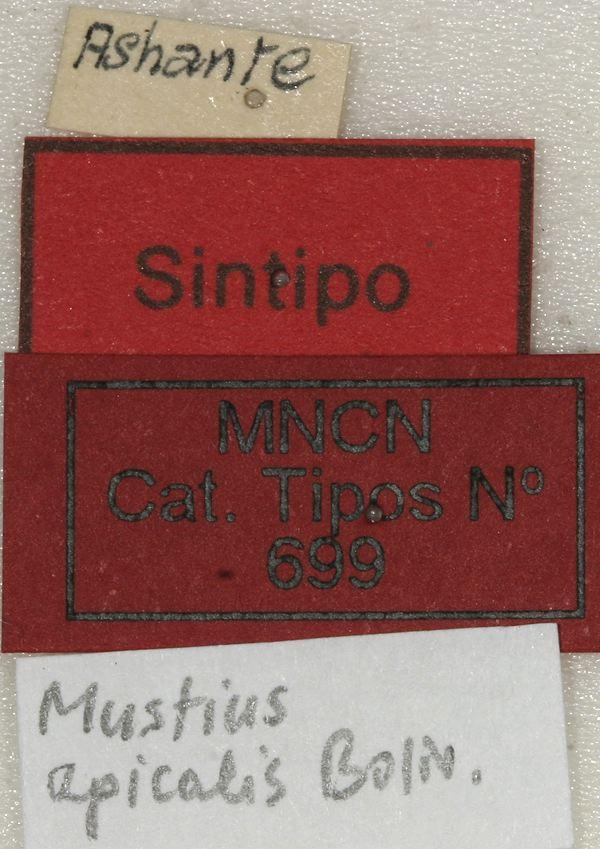 Ashante
Sintipo
MNCN
Cat. Tipos Nº
699
Mustius
apicalis Boliv.